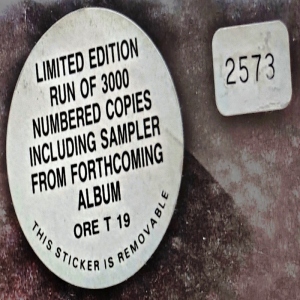 LIMITED EDITION
RUN OF 3000
NUMBERED COPIES
INCLUDING SAMPLER
FROM FORTHCOMING
ALBUM
ORE T 19
THIS STICKER IS REMOVABLE
2573